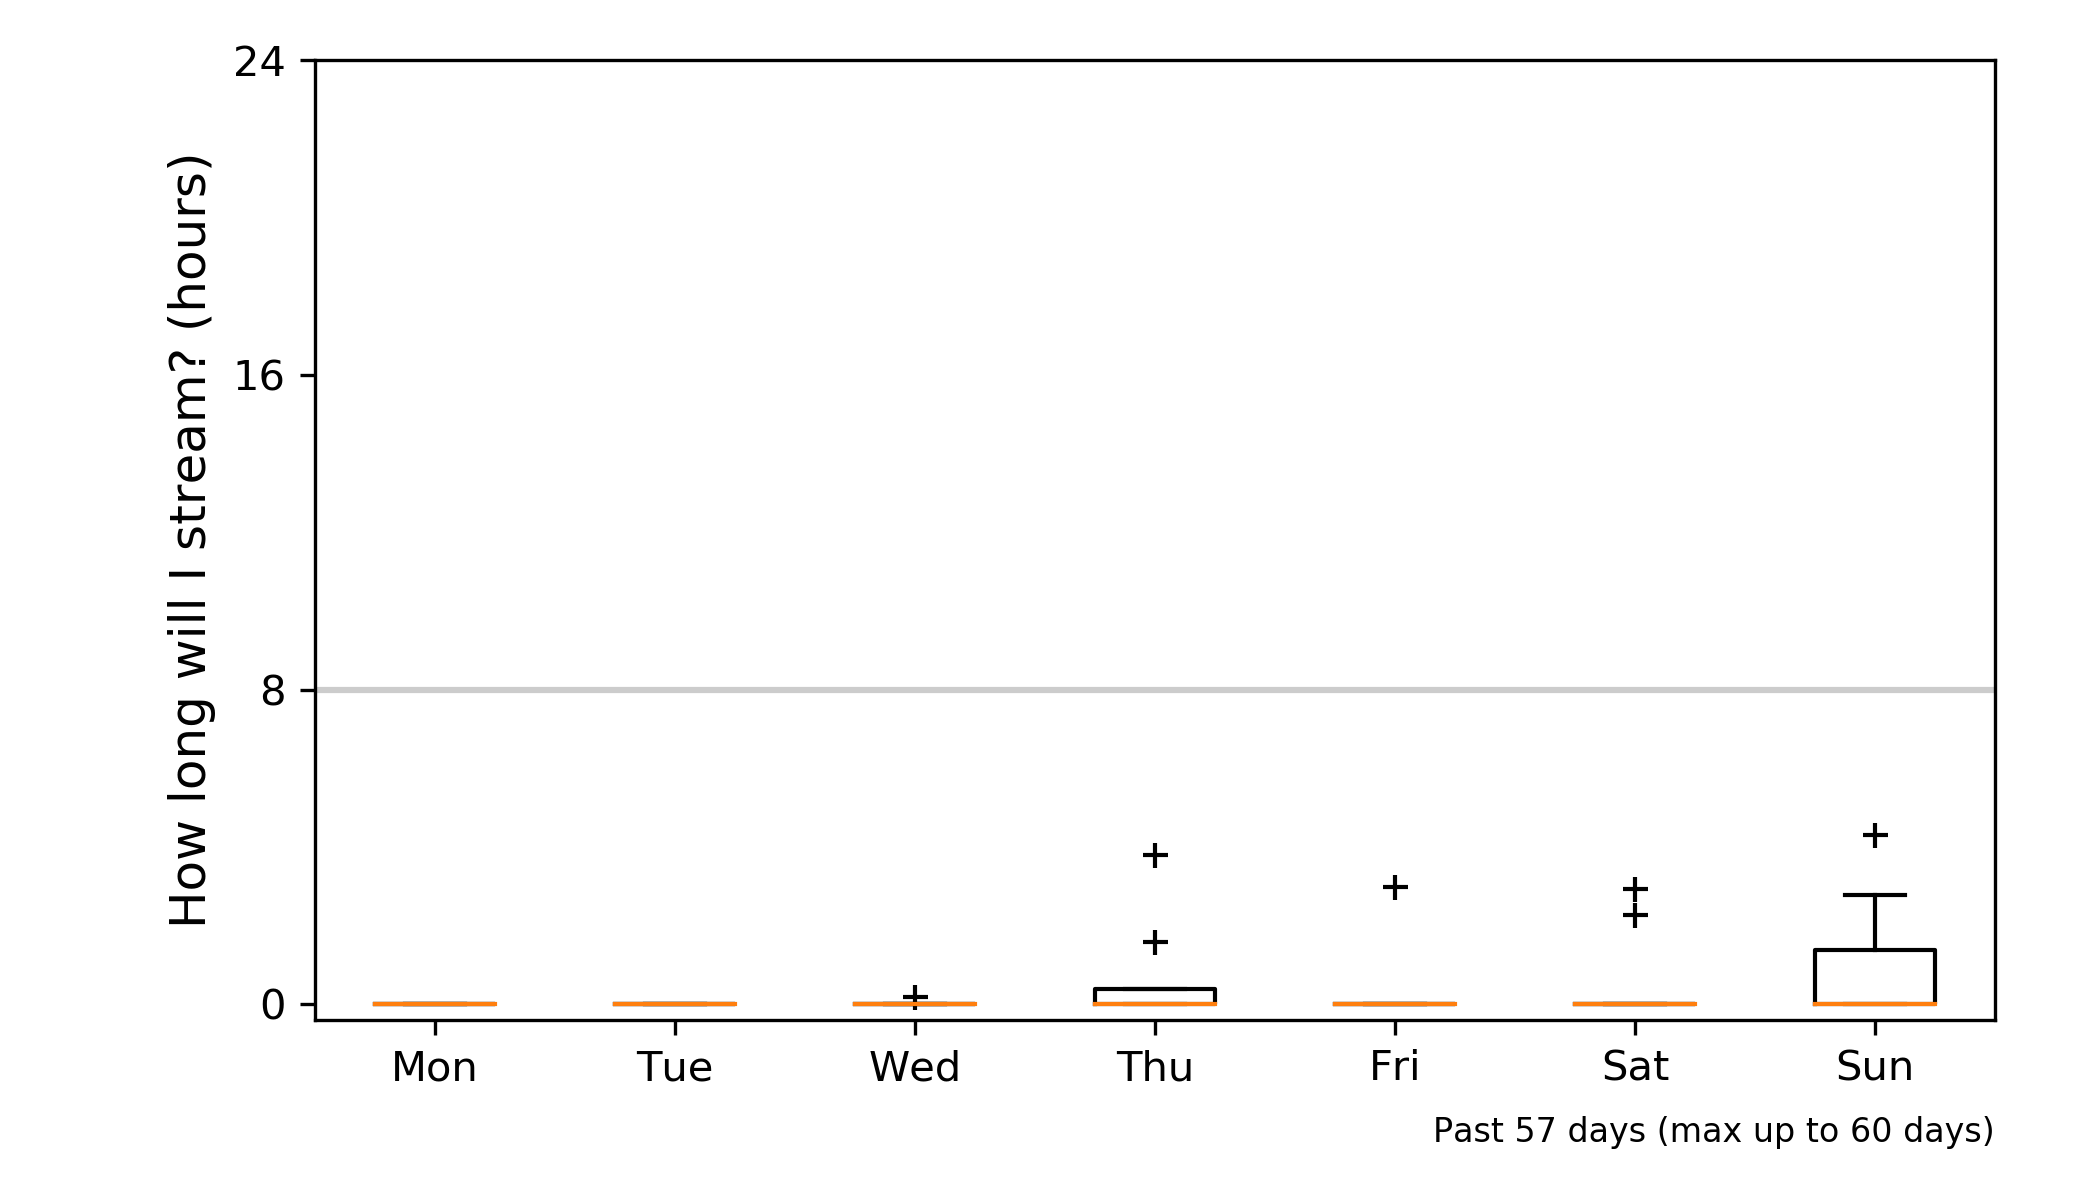 How long will I stream? (hours)
24
16
8
0
Mon Tue Wed Thu Fri Sat Sun
Past 57 days (max up to 60 days)